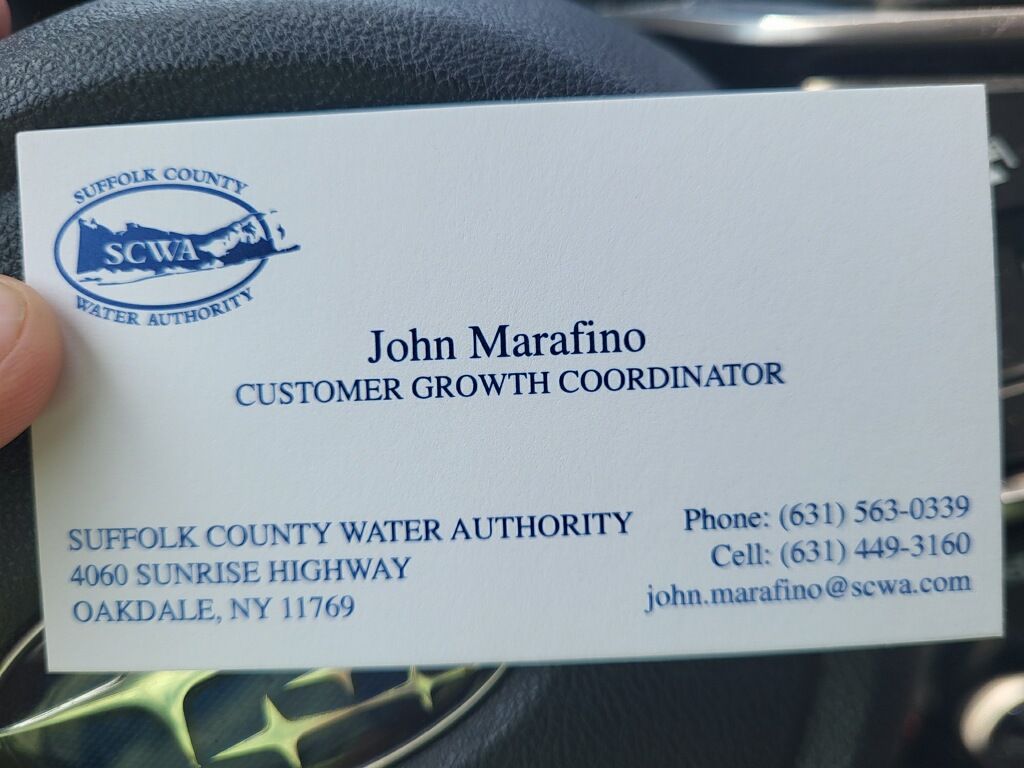 SUFFOLK COUNTY
SCWA
WATER AUTHORITY
John Marafino
CUSTOMER GROWTH COORDINATOR
SUFFOLK COUNTY WATER AUTHORITY
4060 SUNRISE HIGHWAY
OAKDALE, NY 11769
Phone: (631) 563-0339
Cell: (631) 449-3160
john.marafino@scwa.com